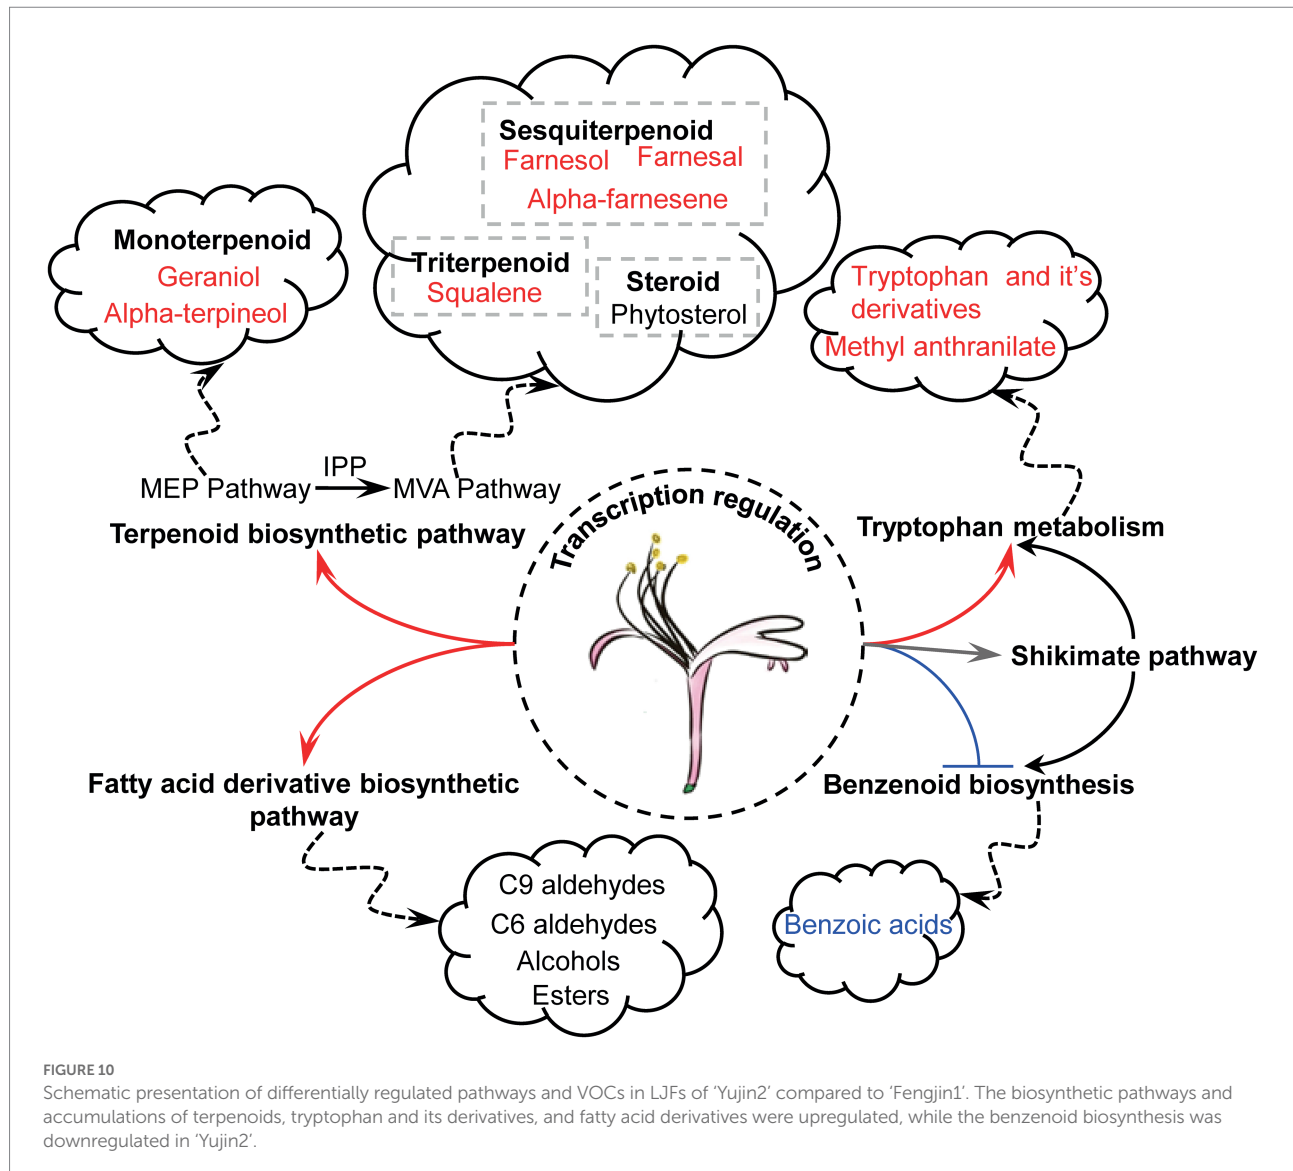 Sesquiterpenoid
Farnesol Farnesal
Alpha-farnesene
Monoterpenoid
Geraniol
Alpha-terpineol
Triterpenoid
Squalene
Steroid
Phytosterol
Tryptophan and it's
derivatives
Methyl anthranilate
IPP
MEP Pathway
MVA Pathway
Terpenoid biosynthetic pathway
Transcription regulation
Tryptophan metabolism
Shikimate pathway
Fatty acid derivative biosynthetic
pathway
Benzenoid biosynthesis
C9 aldehydes
C6 aldehydes
Alcohols
Esters
Benzoic acids
FIGURE 10
Schematic presentation of differentially regulated pathways and VOCs in LJFs of ‘Yujin2’ compared to ‘Fengjin1’. The biosynthetic pathways and
accumulations of terpenoids, tryptophan and its derivatives, and fatty acid derivatives were upregulated, while the benzenoid biosynthesis was
downregulated in ‘Yujin2’.